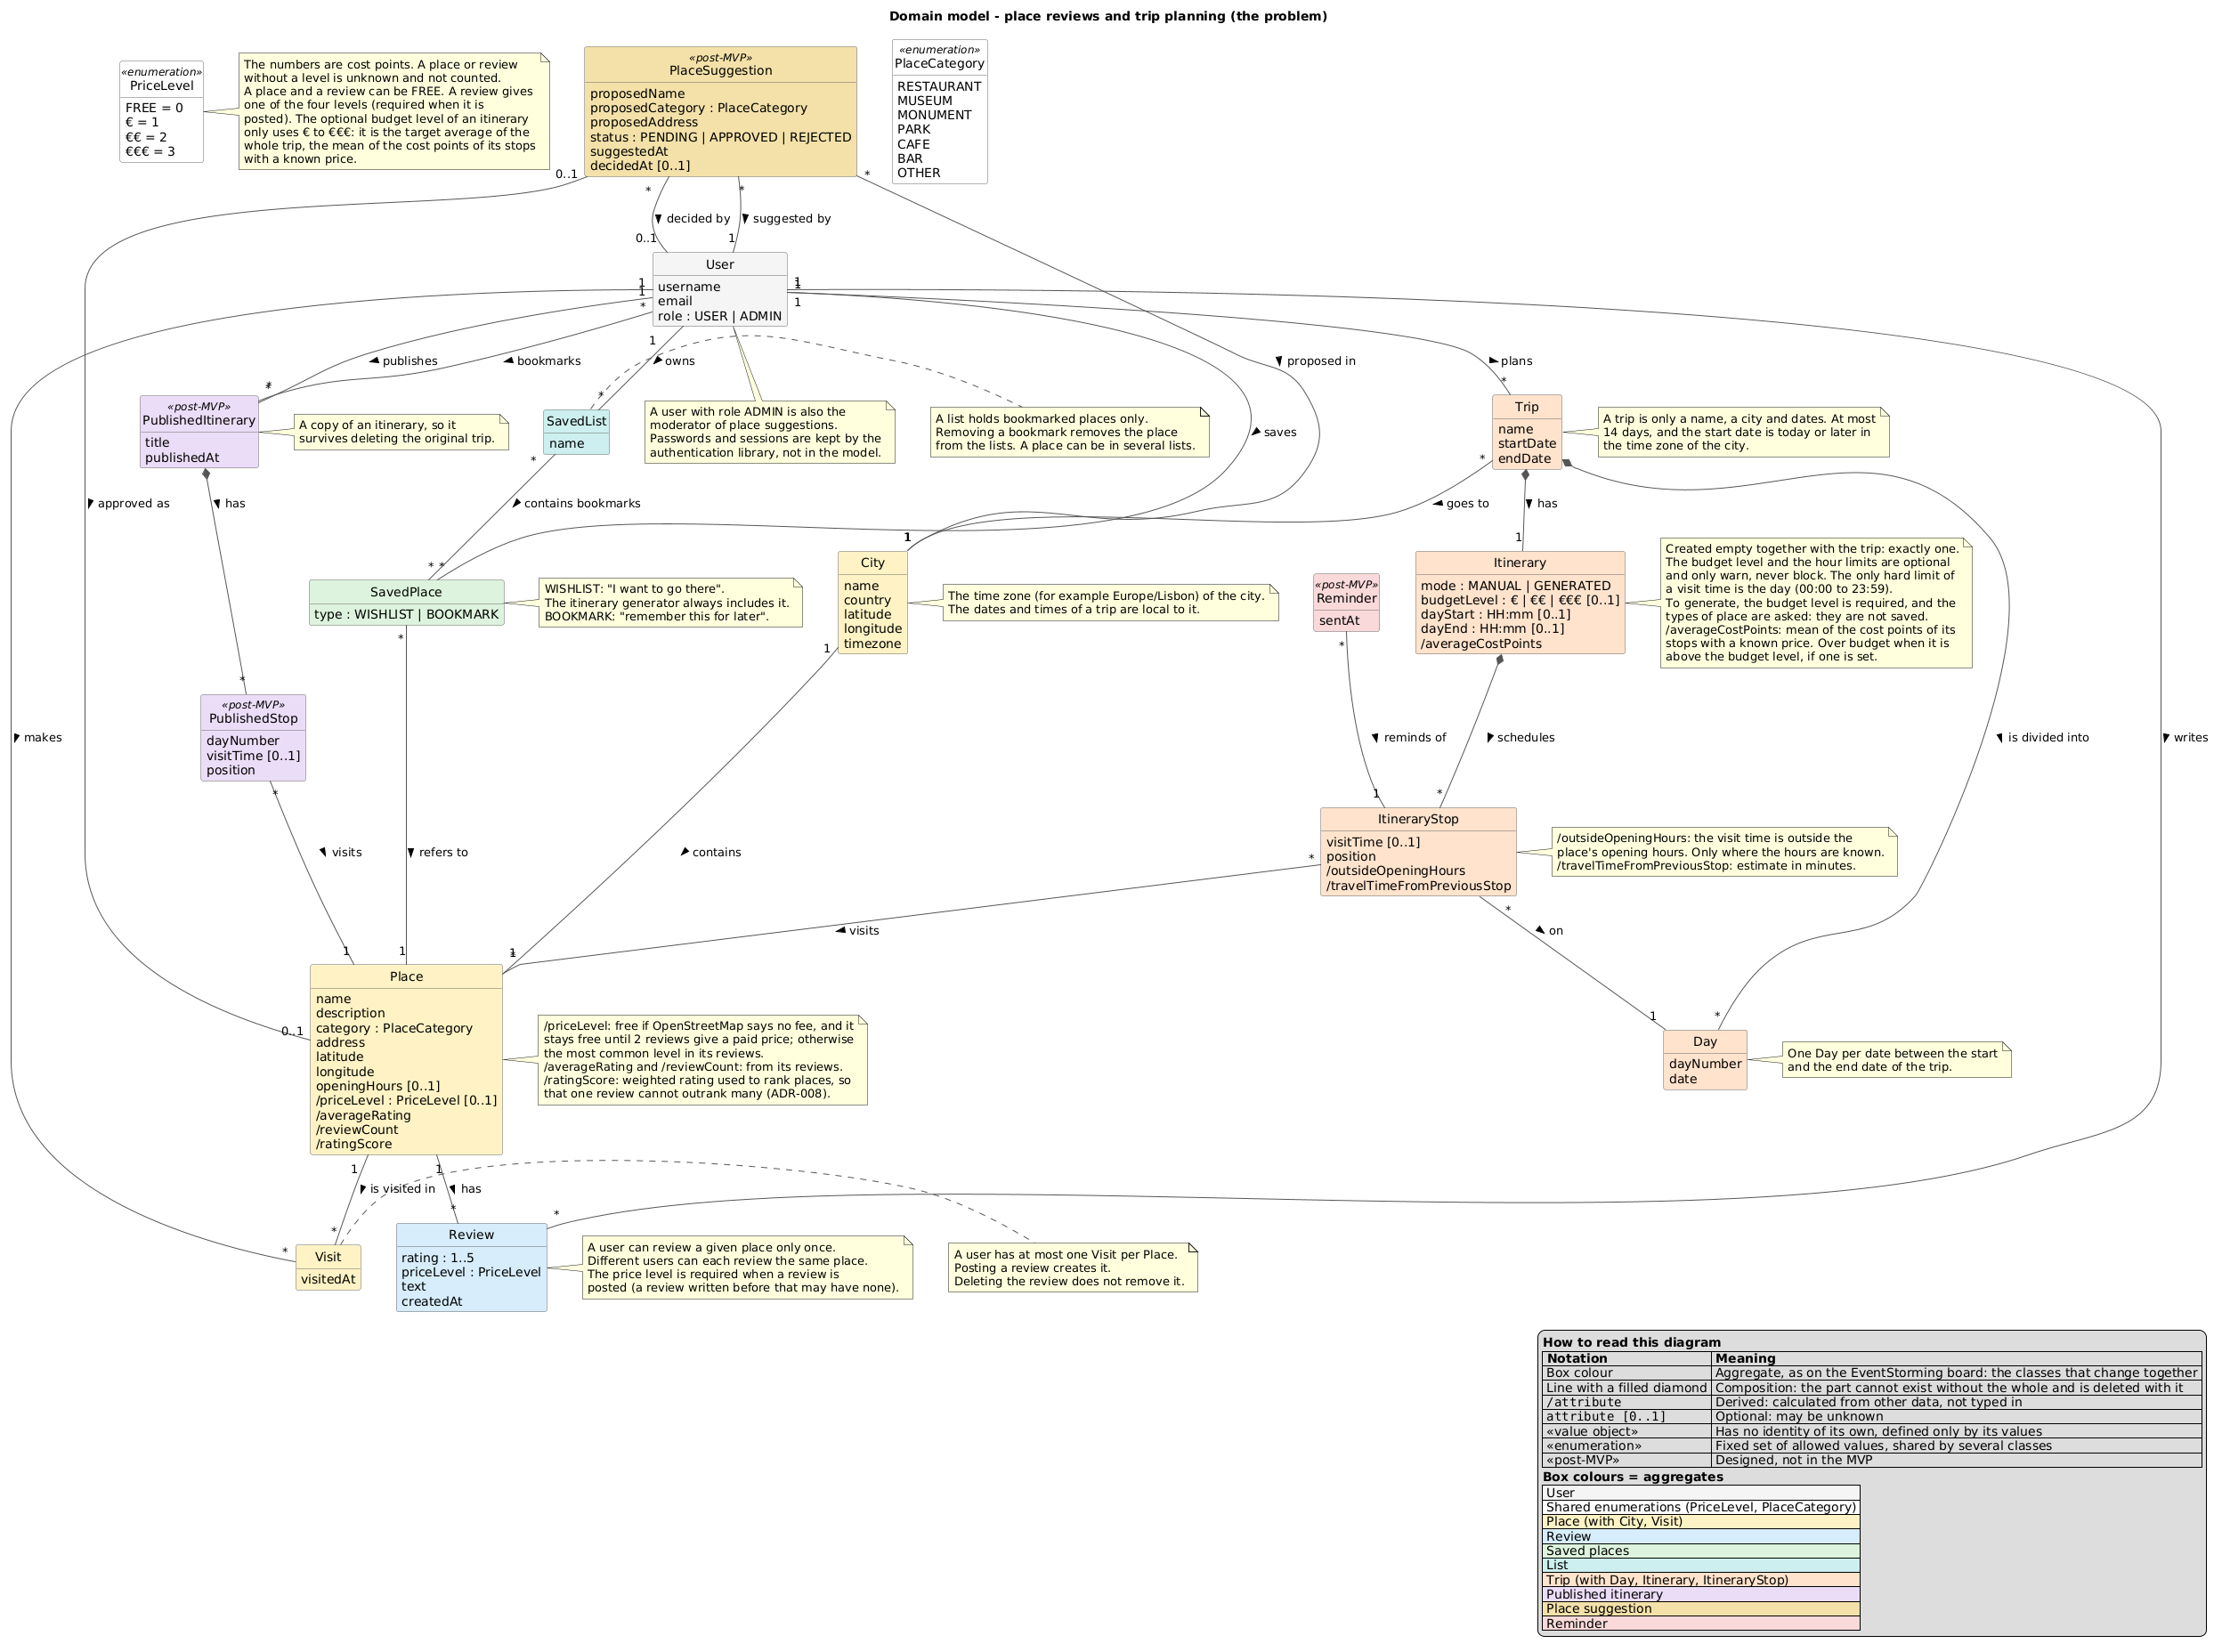 Domain model - place reviews and trip planning (the problem)
«enumeration»
PriceLevel
FREE = 0
€ = 1
€€ = 2
€€€ = 3
The numbers are cost points. A place or review
without a level is unknown and not counted.
A place and a review can be FREE. A review gives
one of the four levels (required when it is
posted). The optional budget level of an itinerary
only uses € to €€€: it is the target average of the
whole trip, the mean of the cost points of its stops
with a known price.
«post-MVP»
PlaceSuggestion
proposedName
proposedCategory : PlaceCategory
proposedAddress
status : PENDING | APPROVED | REJECTED
suggestedAt
decidedAt [0..1]
«enumeration»
PlaceCategory
RESTAURANT
MUSEUM
MONUMENT
PARK
CAFE
BAR
OTHER
0..1
*
*
*
decided by
suggested by
0..1
1
User
username
email
role : USER | ADMIN
1
1
*
1
1
1
1
publishes
bookmarks
owns
proposed in
plans
*
*
*
*
«post-MVP»
PublishedItinerary
title
publishedAt
A copy of an itinerary, so it
survives deleting the original trip.
SavedList
name
A user with role ADMIN is also the
moderator of place suggestions.
Passwords and sessions are kept by the
authentication library, not in the model.
A list holds bookmarked places only.
Removing a bookmark removes the place
from the lists. A place can be in several lists.
saves
Trip
name
startDate
endDate
A trip is only a name, a city and dates. At most
14 days, and the start date is today or later in
the time zone of the city.
*
*
approved as
has
contains bookmarks
goes to
has
* *
1
1
1
SavedPlace
type : WISHLIST | BOOKMARK
WISHLIST: "I want to go there".
The itinerary generator always includes it.
BOOKMARK: "remember this for later".
City
name
country
latitude
longitude
timezone
The time zone (for example Europe/Lisbon) of the city.
The dates and times of a trip are local to it.
«post-MVP»
Reminder
sentAt
Itinerary
mode : MANUAL | GENERATED
budgetLevel : € | €€ | €€€ [0..1]
dayStart : HH:mm [0..1]
dayEnd : HH:mm [0..1]
/averageCostPoints
Created empty together with the trip: exactly one.
The budget level and the hour limits are optional
and only warn, never block. The only hard limit of
a visit time is the day (00:00 to 23:59).
To generate, the budget level is required, and the
types of place are asked: they are not saved.
/averageCostPoints: mean of the cost points of its
stops with a known price. Over budget when it is
above the budget level, if one is set.
*
1
*
*
«post-MVP»
PublishedStop
dayNumber
visitTime [0..1]
position
makes
reminds of
schedules
is divided into
writes
*
1
*
ItineraryStop
visitTime [0..1]
position
/outsideOpeningHours
/travelTimeFromPreviousStop
/outsideOpeningHours: the visit time is outside the
place's opening hours. Only where the hours are known.
/travelTimeFromPreviousStop: estimate in minutes.
visits
refers to
contains
*
*
visits
on
1
1
1
*
0..1
1
*
Place
name
description
category : PlaceCategory
address
latitude
longitude
openingHours [0..1]
/priceLevel : PriceLevel [0..1]
/averageRating
/reviewCount
/ratingScore
/priceLevel: free if OpenStreetMap says no fee, and it
stays free until 2 reviews give a paid price; otherwise
the most common level in its reviews.
/averageRating and /reviewCount: from its reviews.
/ratingScore: weighted rating used to rank places, so
that one review cannot outrank many (ADR-008).
Day
dayNumber
date
One Day per date between the start
and the end date of the trip.
1
1
is visited in
has
*
*
*
*
Visit
visitedAt
Review
rating : 1..5
priceLevel : PriceLevel
text
createdAt
A user can review a given place only once.
Different users can each review the same place.
The price level is required when a review is
posted (a review written before that may have none).
A user has at most one Visit per Place.
Posting a review creates it.
Deleting the review does not remove it.
How to read this diagram
Notation Meaning
Box colour Aggregate, as on the EventStorming board: the classes that change together
Line with a filled diamond Composition: the part cannot exist without the whole and is deleted with it
/attribute Derived: calculated from other data, not typed in
attribute [0..1] Optional: may be unknown
«value object» Has no identity of its own, defined only by its values
«enumeration» Fixed set of allowed values, shared by several classes
«post-MVP» Designed, not in the MVP
Box colours = aggregates
User
Shared enumerations (PriceLevel, PlaceCategory)
Place (with City, Visit)
Review
Saved places
List
Trip (with Day, Itinerary, ItineraryStop)
Published itinerary
Place suggestion
Reminder